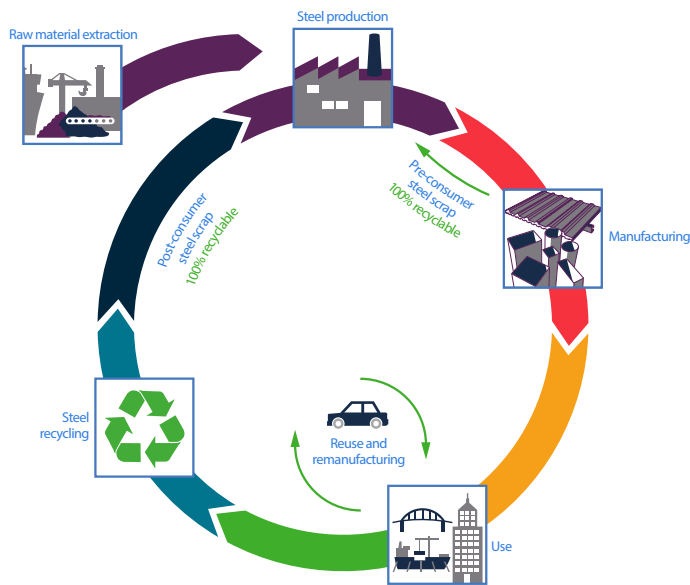 Steel production
Raw material extraction
Pre-consumer
steel scrap
100% recyclable
Post-consumer
steel scrap
100% recyclable
Manufacturing
Steel
recycling
Reuse and
remanufacturing
Use